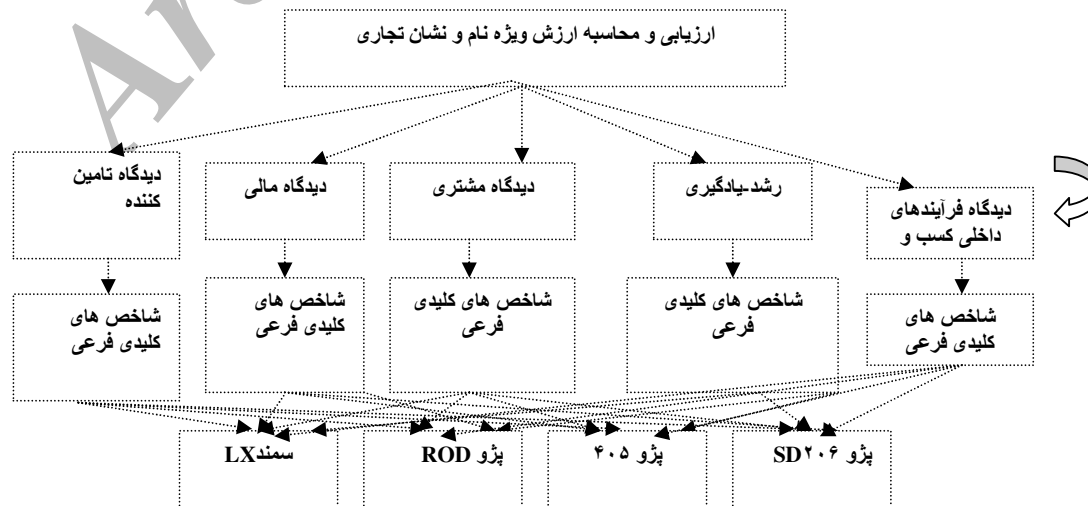 ارزیابی و محاسبه ارزش ویژه نام و نشان تجاری
دیدگاه فرآیندهای
داخلی کسب و
رشد-یادگیری
دیدگاه مشتری
دیدگاه مالی
دیدگاه تامین
کننده
شاخص های
کلیدی فرعی
شاخص های کلیدی
فرعی
شاخص های کلیدی
فرعی
شاخص های
کلیدی فرعی
شاخص های
کلیدی فرعی
پژو SD۲۰۶
پژو ۴۰۵
پژو ROD
سمندLX